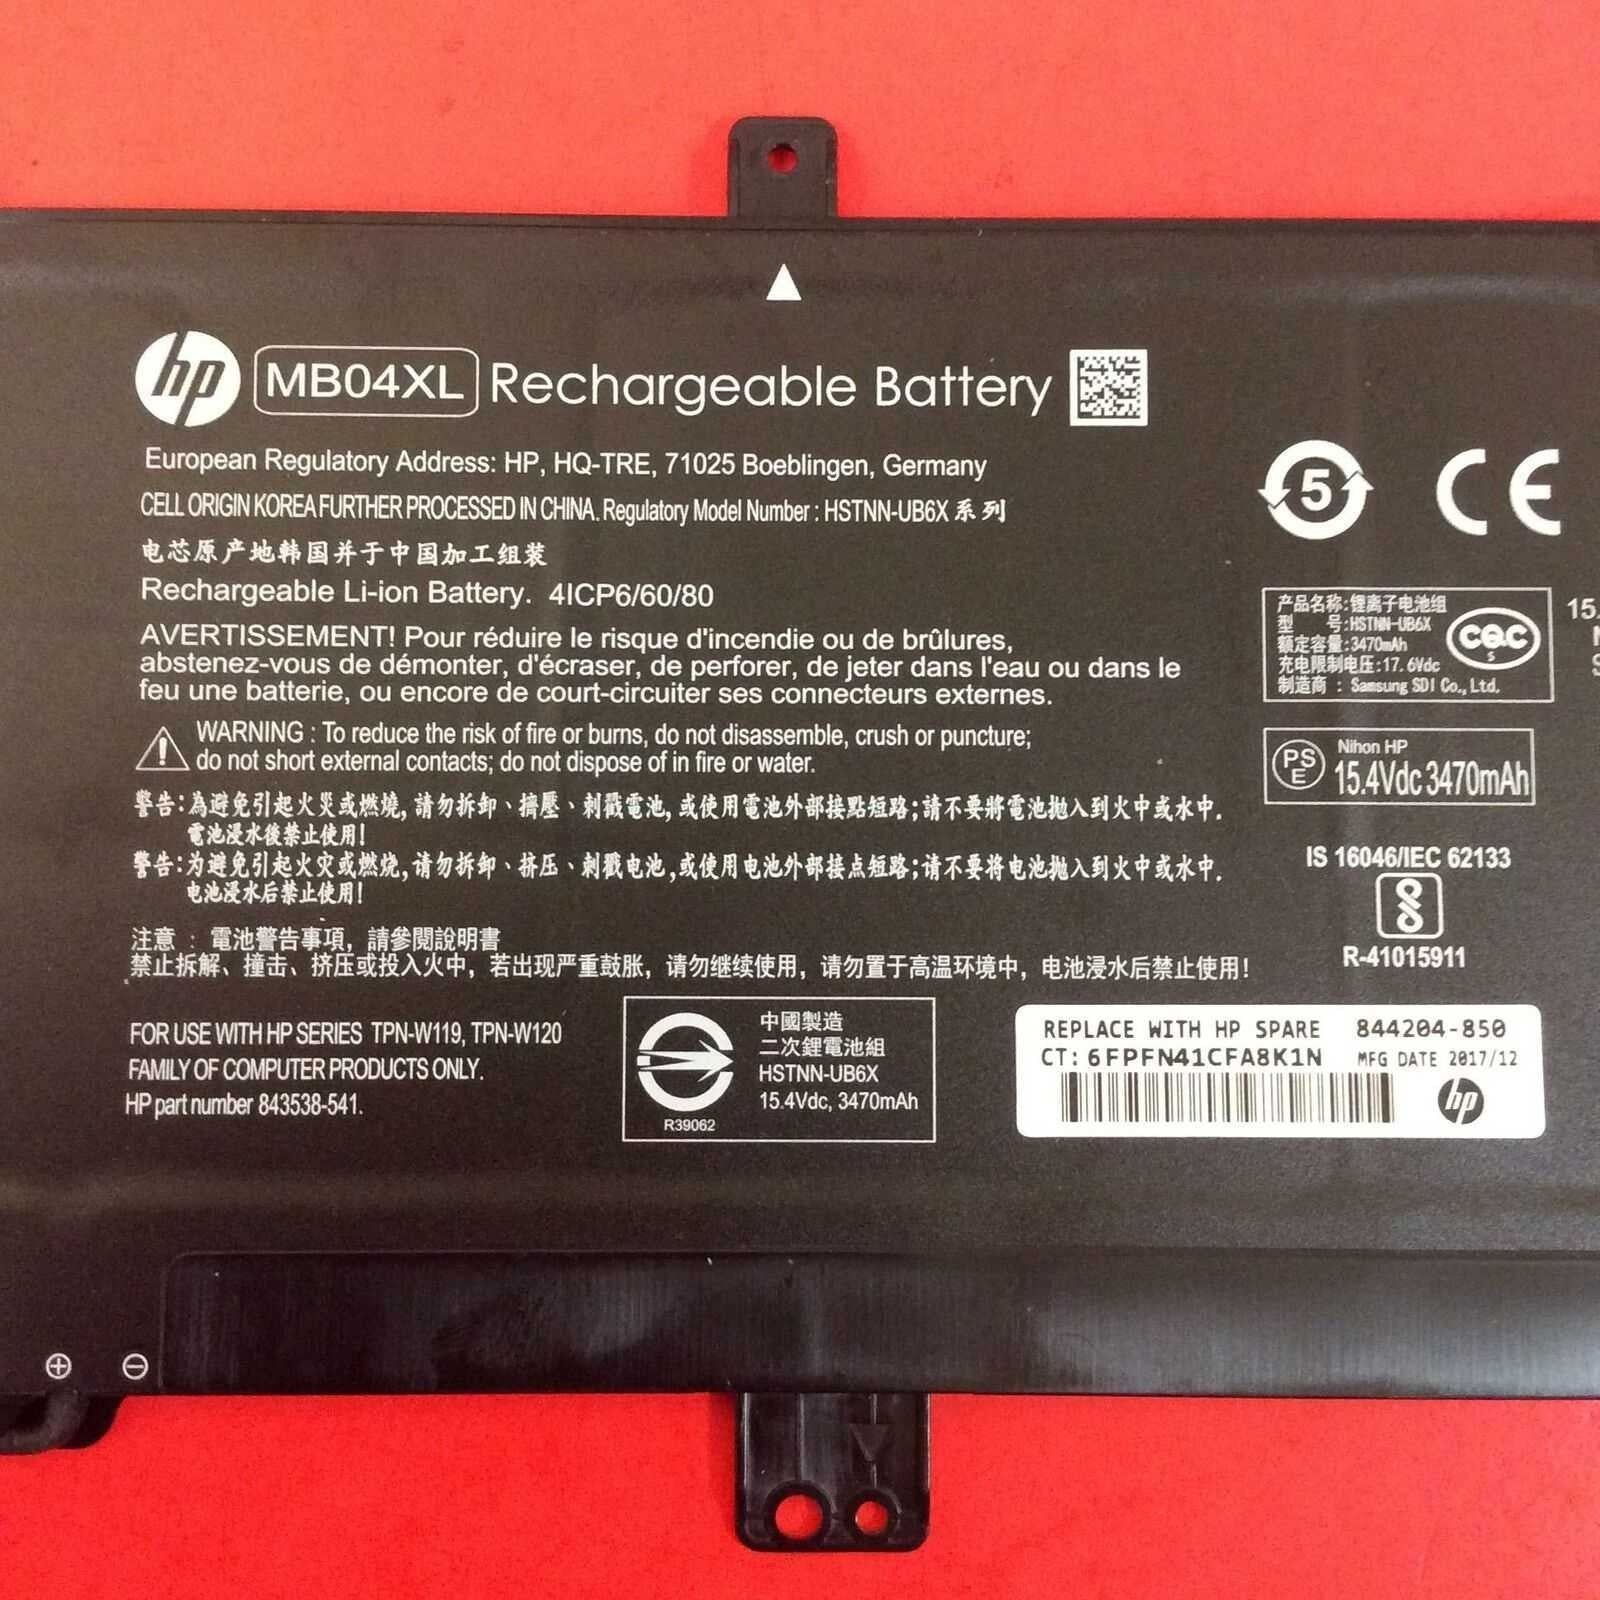 hp MB04XL Rechargeable Battery
European Regulatory Address: HP, HQ-TRE, 71025 Boeblingen, Germany
CELL ORIGIN KOREA FURTHER PROCESSED IN CHINA. Regulatory Model Number : HSTNN-UB6X 系列
电芯原产地韩国并于中国加工组装
Rechargeable Li-ion Battery. 4ICP6/60/80
AVERTISSEMENT! Pour réduire le risque d'incendie ou de brûlures,
abstenez-vous de démonter, d'écraser, de perforer, de jeter dans l'eau ou dans le
feu une batterie, ou encore de court-circuiter ses connecteurs externes.
WARNING : To reduce the risk of fire or burns, do not disassemble, crush or puncture;
do not short external contacts; do not dispose of in fire or water.
警告:為避免引起火災或燃燒,請勿拆卸、擠壓、刺戳電池,或使用電池外部接點短路;請不要將電池拋入到火中或水中.
電池浸水後禁止使用!
警告:为避免引起火灾或燃烧,请勿拆卸、挤压、刺戳电池,或使用电池外部接点短路;请不要将电池抛入到火中或水中.
电池浸水后禁止使用!
注意 : 電池警告事項, 請參閱說明書
禁止拆解、撞击、挤压或投入火中, 若出现严重鼓胀, 请勿继续使用, 请勿置于高温环境中, 电池浸水后禁止使用!
FOR USE WITH HP SERIES TPN-W119, TPN-W120
FAMILY OF COMPUTER PRODUCTS ONLY.
HP part number 843538-541.
中國製造
二次鋰電池組
HSTNN-UB6X
15.4Vdc, 3470mAh
R39062
5 CE
产品名称:锂离子电池组
型 号:HSTNN-UB6X
额定容量:3470mAh
充电限制电压:17.6Vdc
制造商 : Samsung SDI Co., Ltd.
CQC
S
15.
PS
E
Nihon HP
15.4Vdc 3470mAh
IS 16046/IEC 62133
R-41015911
REPLACE WITH HP SPARE 844204-850
CT: 6FPFN41CFA8K1N MFG DATE 2017/12
hp